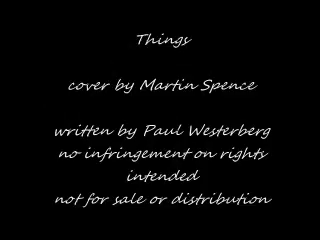 Things
cover by Martin Spence
written by Paul Westerberg
no infringement on rights
intended
not for sale or distribution